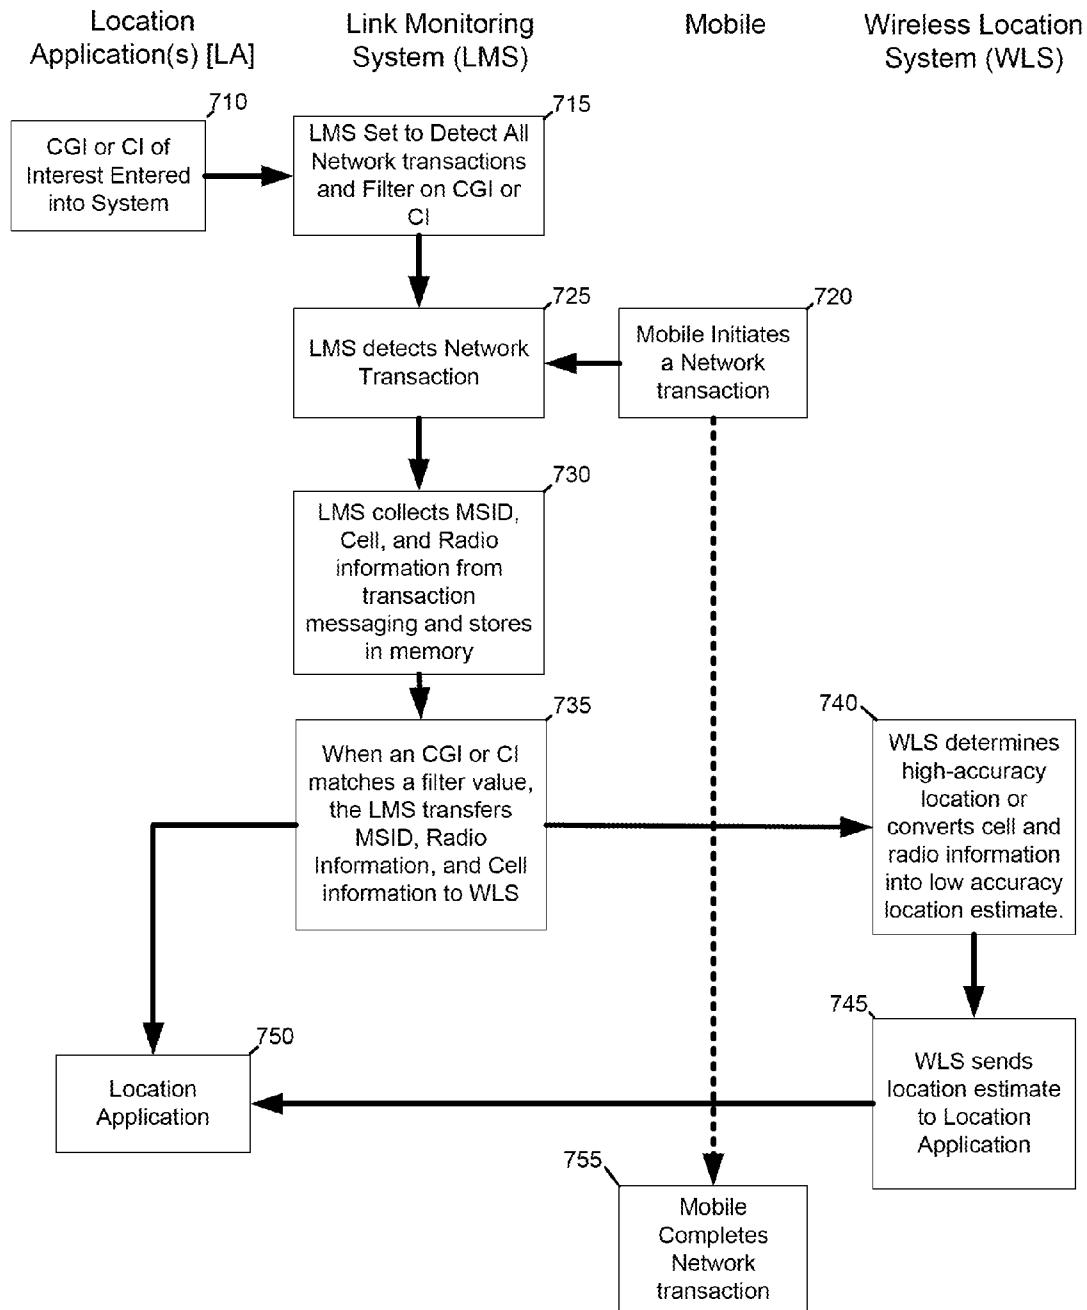 Location
Application(s) [LA]
Link Monitoring
System (LMS)
Mobile
Wireless Location
System (WLS)
710
CGI or CI of
Interest Entered
into System
715
LMS Set to Detect All
Network transactions
and Filter on CGI or
CI
725
LMS detects Network
Transaction
720
Mobile Initiates
a Network
transaction
730
LMS collects MSID,
Cell, and Radio
information from
transaction
messaging and stores
in memory
735
When an CGI or CI
matches a filter value,
the LMS transfers
MSID, Radio
Information, and Cell
information to WLS
740
WLS determines
high-accuracy
location or
converts cell and
radio information
into low accuracy
location estimate.
745
WLS sends
location estimate
to Location
Application
750
Location
Application
755
Mobile
Completes
Network
transaction